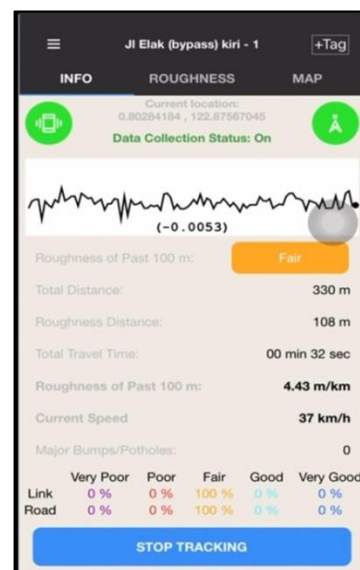 Jl Elak (bypass) kiri - 1 +Tag
INFO ROUGHNESS MAP
Current location:
0.80284184 , 122.87567045
Data Collection Status: On
(-0.0053)
Roughness of Past 100 m: Fair
Total Distance: 330 m
Roughness Distance: 108 m
Total Travel Time: 00 min 32 sec
Roughness of Past 100 m: 4.43 m/km
Current Speed 37 km/h
Major Bumps/Potholes: 0
Very Poor Poor Fair Good Very Good
Link 0 % 0 % 100 % 0 % 0 %
Road 0 % 0 % 100 % 0 % 0 %
STOP TRACKING